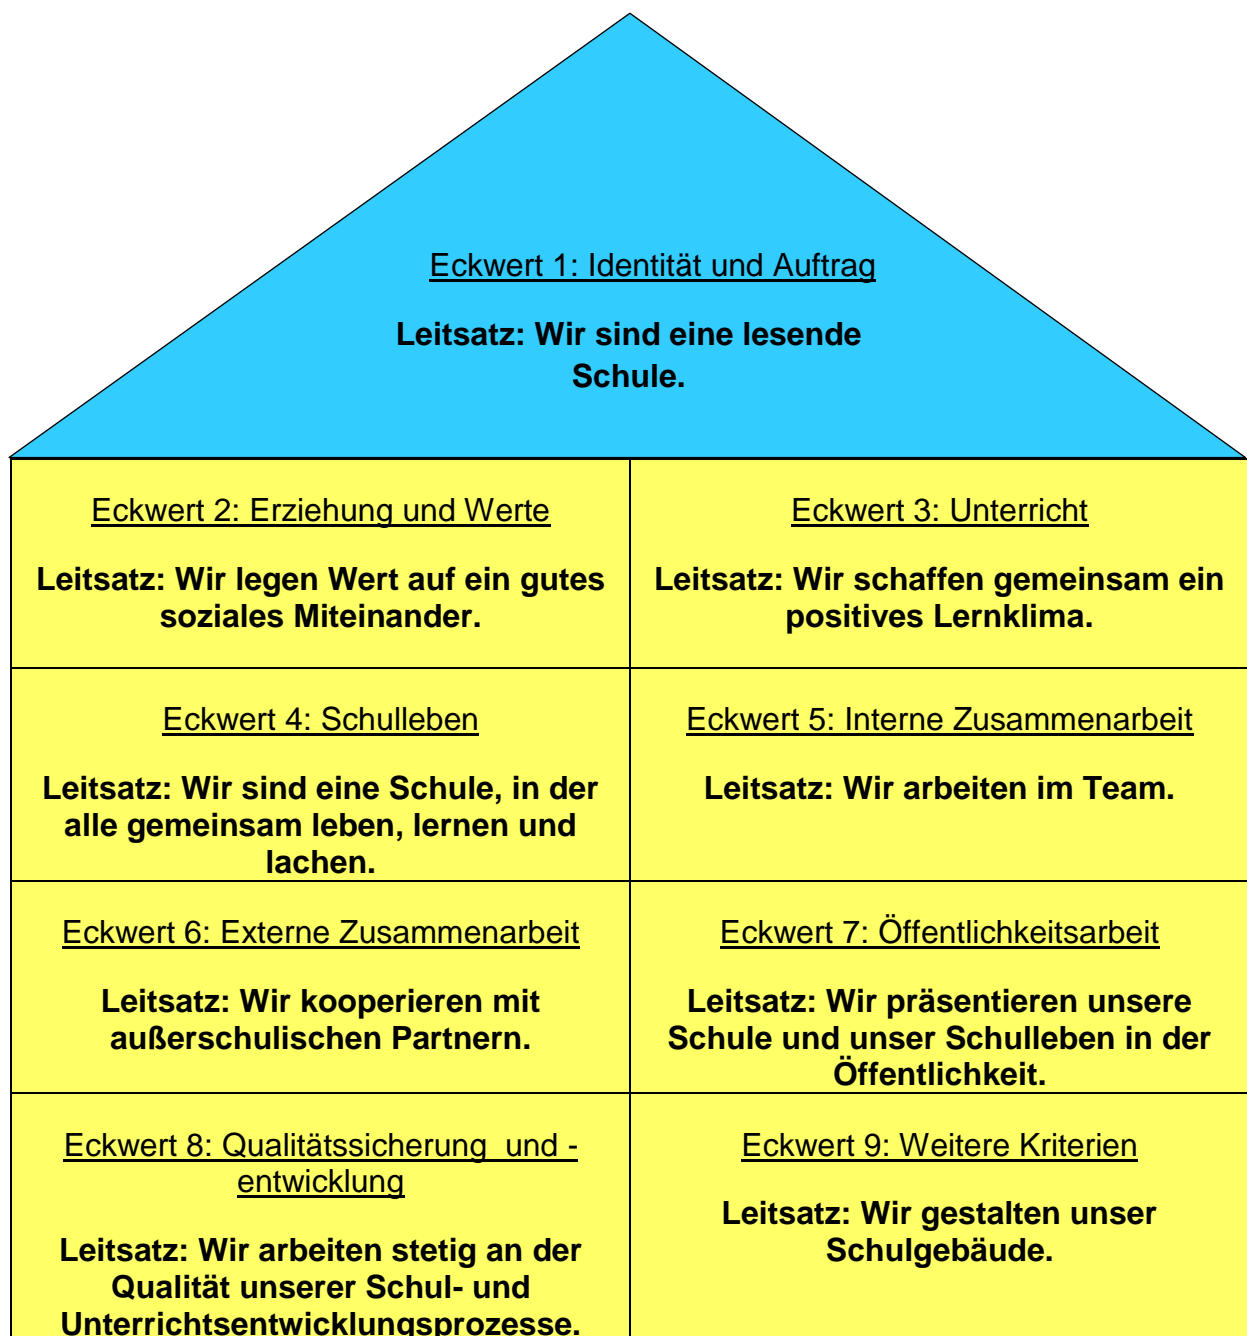 Eckwert 1: Identität und Auftrag
Leitsatz: Wir sind eine lesende
Schule.
Eckwert 2: Erziehung und Werte
Leitsatz: Wir legen Wert auf ein gutes
soziales Miteinander.
Eckwert 3: Unterricht
Leitsatz: Wir schaffen gemeinsam ein
positives Lernklima.
Eckwert 4: Schulleben
Leitsatz: Wir sind eine Schule, in der
alle gemeinsam leben, lernen und
lachen.
Eckwert 5: Interne Zusammenarbeit
Leitsatz: Wir arbeiten im Team.
Eckwert 6: Externe Zusammenarbeit
Leitsatz: Wir kooperieren mit
außerschulischen Partnern.
Eckwert 7: Öffentlichkeitsarbeit
Leitsatz: Wir präsentieren unsere
Schule und unser Schulleben in der
Öffentlichkeit.
Eckwert 8: Qualitätssicherung und -
entwicklung
Leitsatz: Wir arbeiten stetig an der
Qualität unserer Schul- und
Unterrichtsentwicklungsprozesse.
Eckwert 9: Weitere Kriterien
Leitsatz: Wir gestalten unser
Schulgebäude.